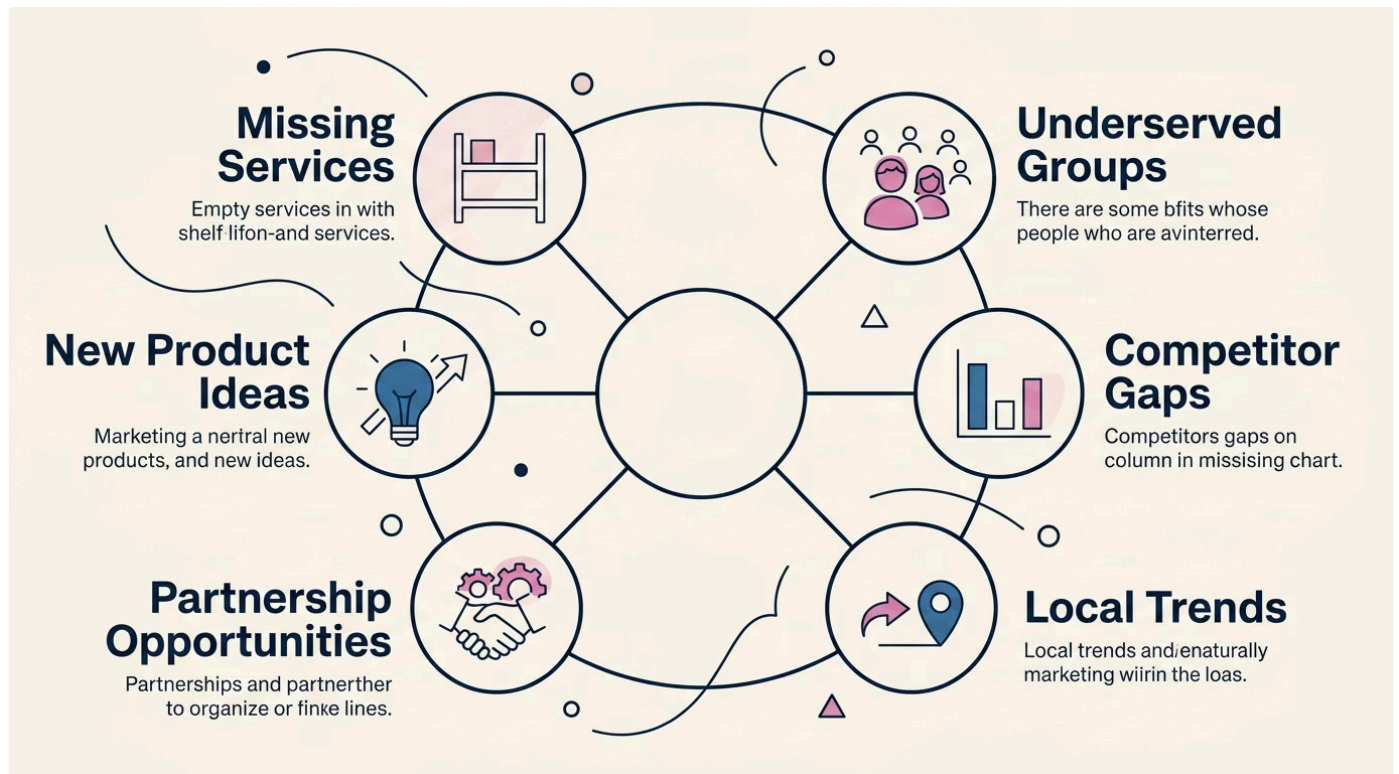 Missing
Services
Empty services in with
shelf lifon-and services.
Underserved
Groups
There are some bfits whose
people who are avinterred.
New Product
Ideas
Marketing a nertral new
products, and new ideas.
Competitor
Gaps
Competitors gaps on
column in missising chart.
Partnership
Opportunities
Partnerships and partnerther
to organize or finke lines.
Local Trends
Local trends and/enaturally
marketing wiirin the loas.